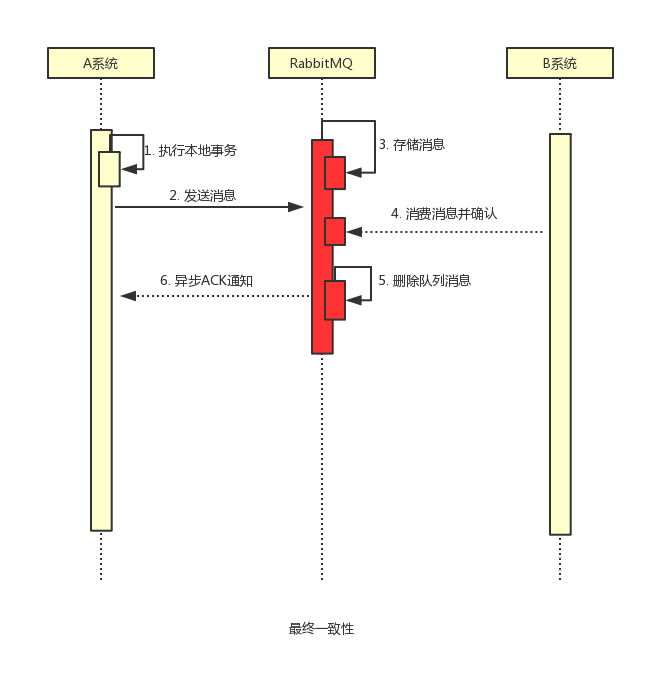 A系统
RabbitMQ
B系统
1. 执行本地事务
3. 存储消息
2. 发送消息
4. 消费消息并确认
6. 异步ACK通知
5. 删除队列消息
最终一致性